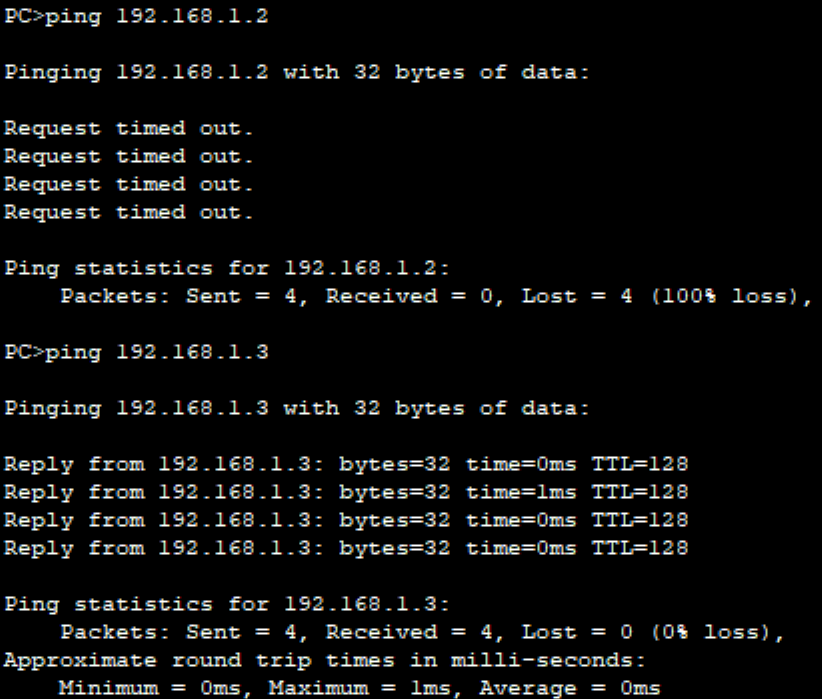 PC>ping 192.168.1.2
Pinging 192.168.1.2 with 32 bytes of data:
Request timed out.
Request timed out.
Request timed out.
Request timed out.
Ping statistics for 192.168.1.2:
Packets: Sent = 4, Received = 0, Lost = 4 (100% loss),
PC>ping 192.168.1.3
Pinging 192.168.1.3 with 32 bytes of data:
Reply from 192.168.1.3: bytes=32 time=0ms TTL=128
Reply from 192.168.1.3: bytes=32 time=1ms TTL=128
Reply from 192.168.1.3: bytes=32 time=0ms TTL=128
Reply from 192.168.1.3: bytes=32 time=0ms TTL=128
Ping statistics for 192.168.1.3:
Packets: Sent = 4, Received = 4, Lost = 0 (0% loss),
Approximate round trip times in milli-seconds:
Minimum = 0ms, Maximum = 1ms, Average = 0ms